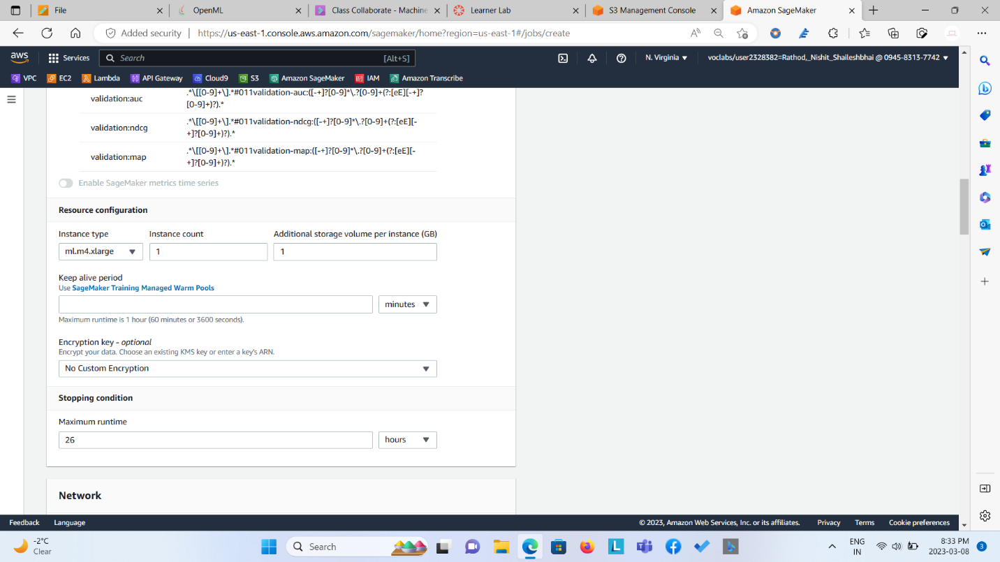 File
OpenML
Class Collaborate - Machine
Learner Lab
S3 Management Console
Amazon SageMaker
Added security
https://us-east-1.console.aws.amazon.com/sagemaker/home?region=us-east-1#/jobs/create
aws
Services
Search
[Alt+S]
N. Virginia
voclabs/user2328382=Rathod,_Nishit_Shaileshbhai @ 0945-8313-7742
VPC
EC2
Lambda
API Gateway
Cloud9
S3
Amazon SageMaker
IAM
Amazon Transcribe
validation:auc
.*\[[0-9]+\].*#011validation-auc:([-+]?[0-9]*\.?[0-9]+(?:[eE][-+]?
[0-9]+)?).*
validation:ndcg
.*\[[0-9]+\].*#011validation-ndcg:([-+]?[0-9]*\.?[0-9]+(?:[eE][-
+]?[0-9]+)?).*
validation:map
.*\[[0-9]+\].*#011validation-map:([-+]?[0-9]*\.?[0-9]+(?:[eE][-
+]?[0-9]+)?).*
Enable SageMaker metrics time series
Resource configuration
Instance type
Instance count
Additional storage volume per instance (GB)
ml.m4.xlarge
1
1
Keep alive period
Use SageMaker Training Managed Warm Pools
minutes
Maximum runtime is 1 hour (60 minutes or 3600 seconds).
Encryption key - optional
Encrypt your data. Choose an existing KMS key or enter a key's ARN.
No Custom Encryption
Stopping condition
Maximum runtime
26
hours
Network
Feedback
Language
© 2023, Amazon Web Services, Inc. or its affiliates.
Privacy
Terms
Cookie preferences
-2°C
Clear
Search
ENG
IN
8:33 PM
2023-03-08
3